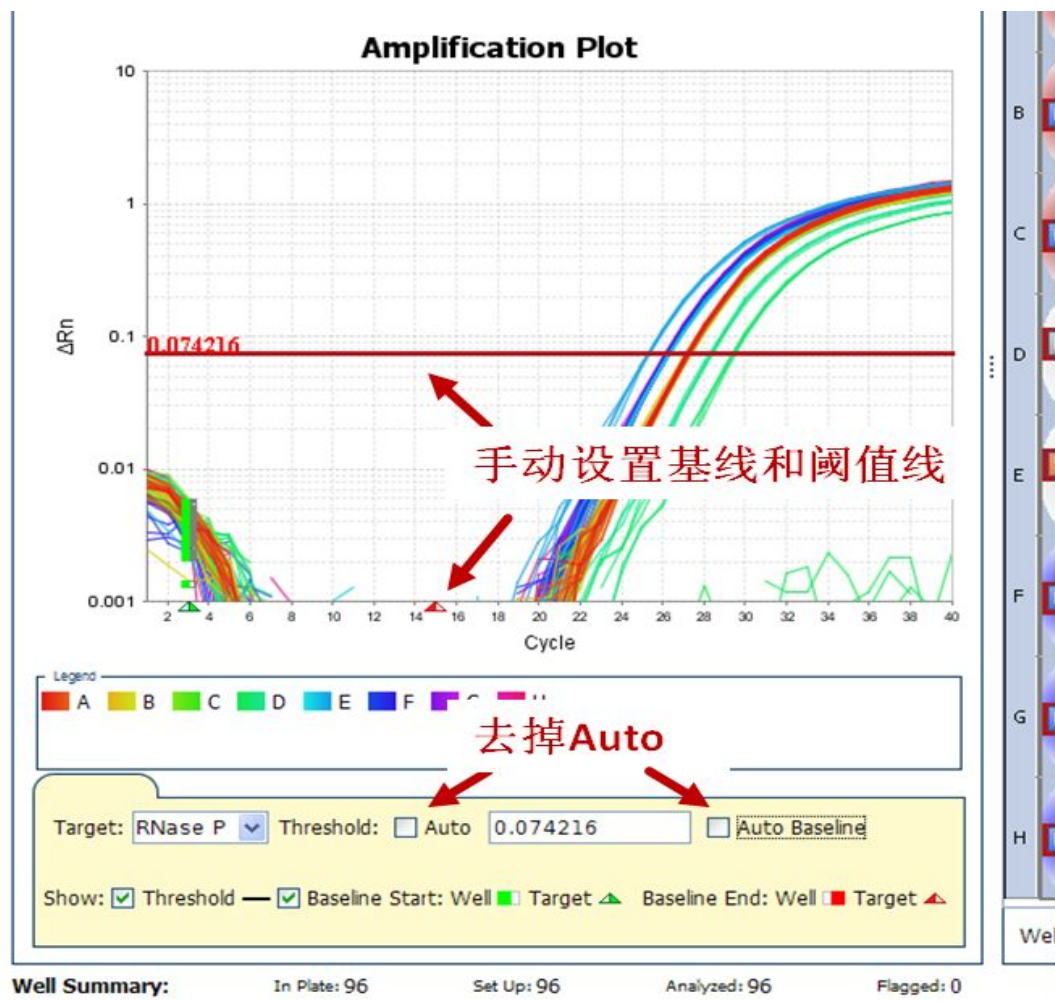 Amplification Plot
10
1
0.1
0.074216
0.01
0.001
ΔRn
手动设置基线和阈值线
2 4 6 8 10 12 14 16 18 20 22 24 26 28 30 32 34 36 38 40
Cycle
Legend
A B C D E F
去掉Auto
Target: RNase P Threshold: Auto 0.074216 Auto Baseline
Show: Threshold Baseline Start: Well Target Baseline End: Well Target
Well Summary: In Plate: 96 Set Up: 96 Analyzed: 96 Flagged: 0
B
C
D
E
F
G
H